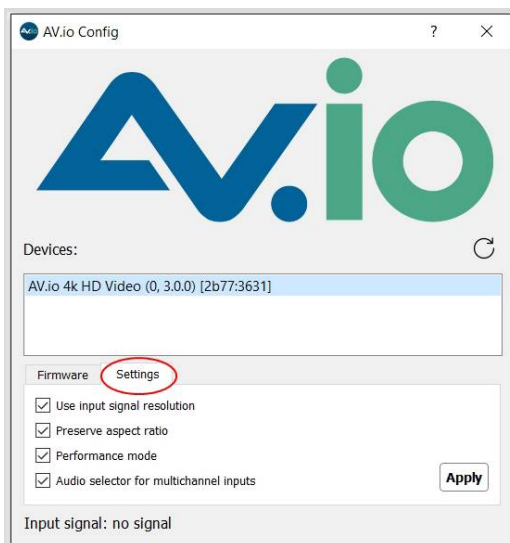 AV.io Config
?
AV.io
Devices:
AV.io 4k HD Video (0, 3.0.0) [2b77:3631]
Firmware Settings
Use input signal resolution
Preserve aspect ratio
Performance mode
Audio selector for multichannel inputs
Apply
Input signal: no signal